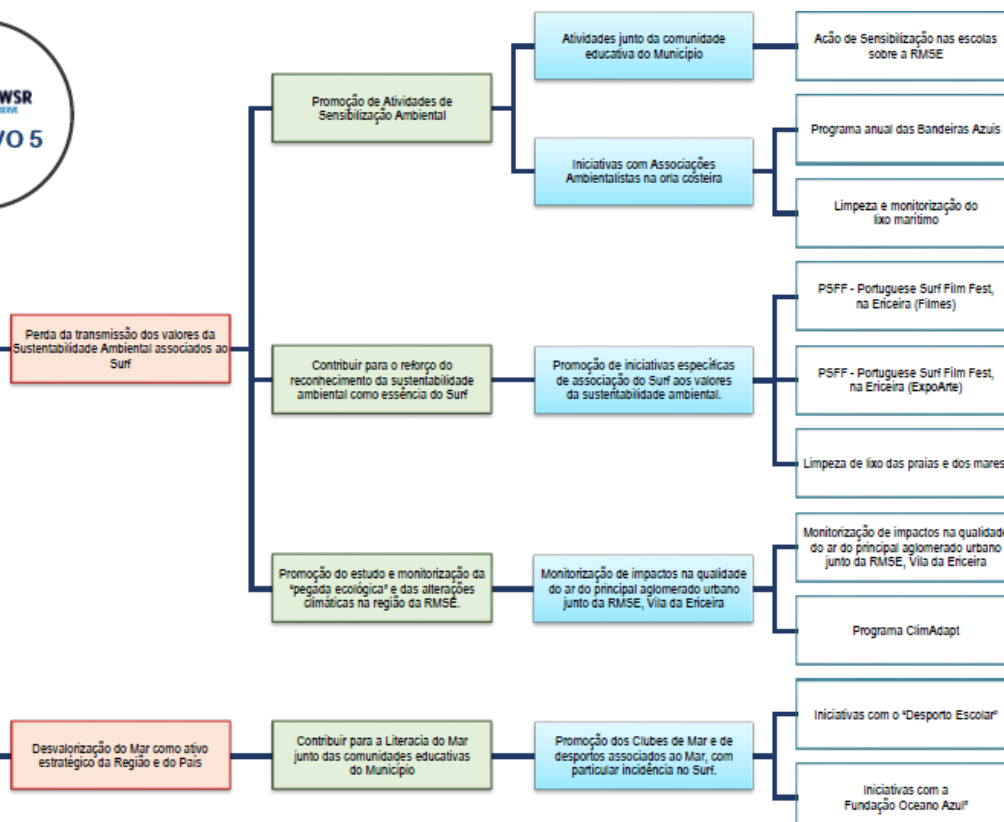 WSR
VO 5
Perda da transmissão dos valores da
Sustentabilidade Ambiental associados ao
Surf
Promoção de Atividades de
Sensibilização Ambiental
Atividades junto da comunidade
educativa do Município
Acão de Sensibilização nas escolas
sobre a RMSE
Iniciativas com Associações
Ambientalistas na orla costeira
Programa anual das Bandeiras Azuis
Limpeza e monitorização do
lixo marítimo
Contribuir para o reforço do
reconhecimento da sustentabilidade
ambiental como essência do Surf
Promoção de iniciativas específicas
de associação do Surf aos valores
da sustentabilidade ambiental.
PSFF - Portuguese Surf Film Fest,
na Ericeira (Filmes)
PSFF - Portuguese Surf Film Fest,
na Ericeira (ExpoArte)
Limpeza de lixo das praias e dos mares
Promoção do estudo e monitorização da
"pegada ecológica" e das alterações
climáticas na região da RMSE.
Monitorização de impactos na qualidade
do ar do principal aglomerado urbano
junto da RMSE, Vila da Ericeira
Monitorização de impactos na qualidade
do ar do principal aglomerado urbano
junto da RMSE, Vila da Ericeira
Programa ClimAdapt
Desvalorização do Mar como ativo
estratégico da Região e do País
Contribuir para a Literacia do Mar
junto das comunidades educativas
do Município
Promoção dos Clubes de Mar e de
desportos associados ao Mar, com
particular incidência no Surf.
Iniciativas com o "Desporto Escolar"
Iniciativas com a
Fundação Oceano Azul"